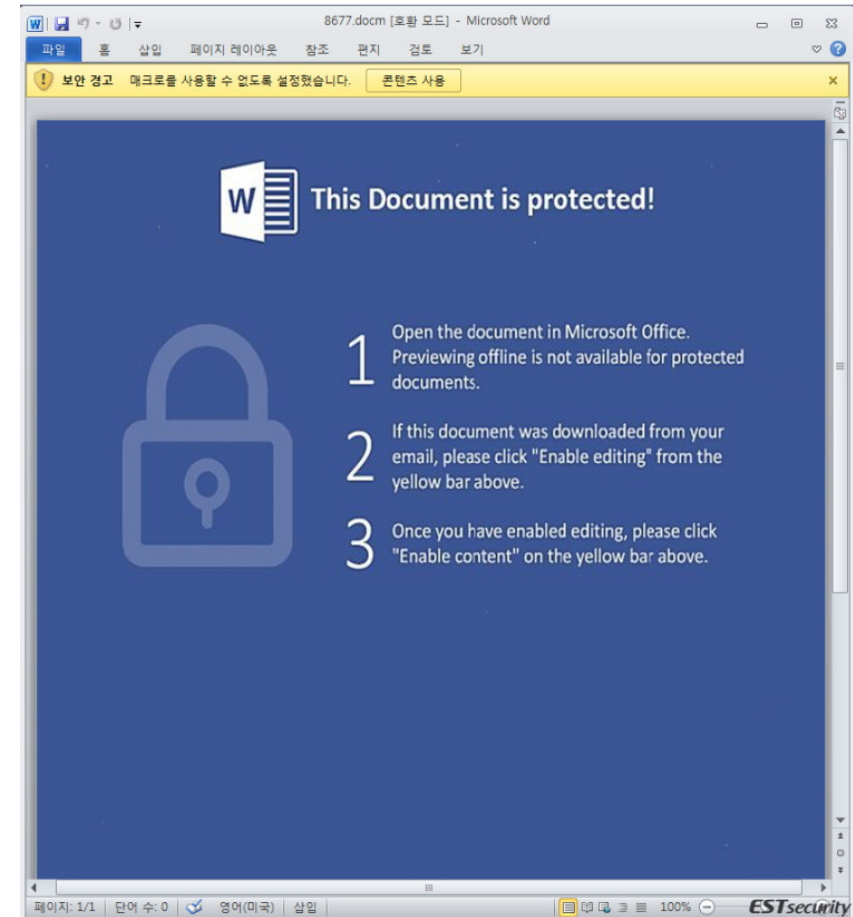 W
8677.docm [호환 모드] - Microsoft Word
파일 홈 삽입 페이지 레이아웃 참조 편지 검토 보기
보안 경고 매크로를 사용할 수 없도록 설정했습니다. 콘텐츠 사용
W This Document is protected!
1 Open the document in Microsoft Office.
Previewing offline is not available for protected
documents.
2 If this document was downloaded from your
email, please click "Enable editing" from the
yellow bar above.
3 Once you have enabled editing, please click
"Enable content" on the yellow bar above.
페이지: 1/1 단어 수: 0 영어(미국) 삽입 100% ESTsecurity